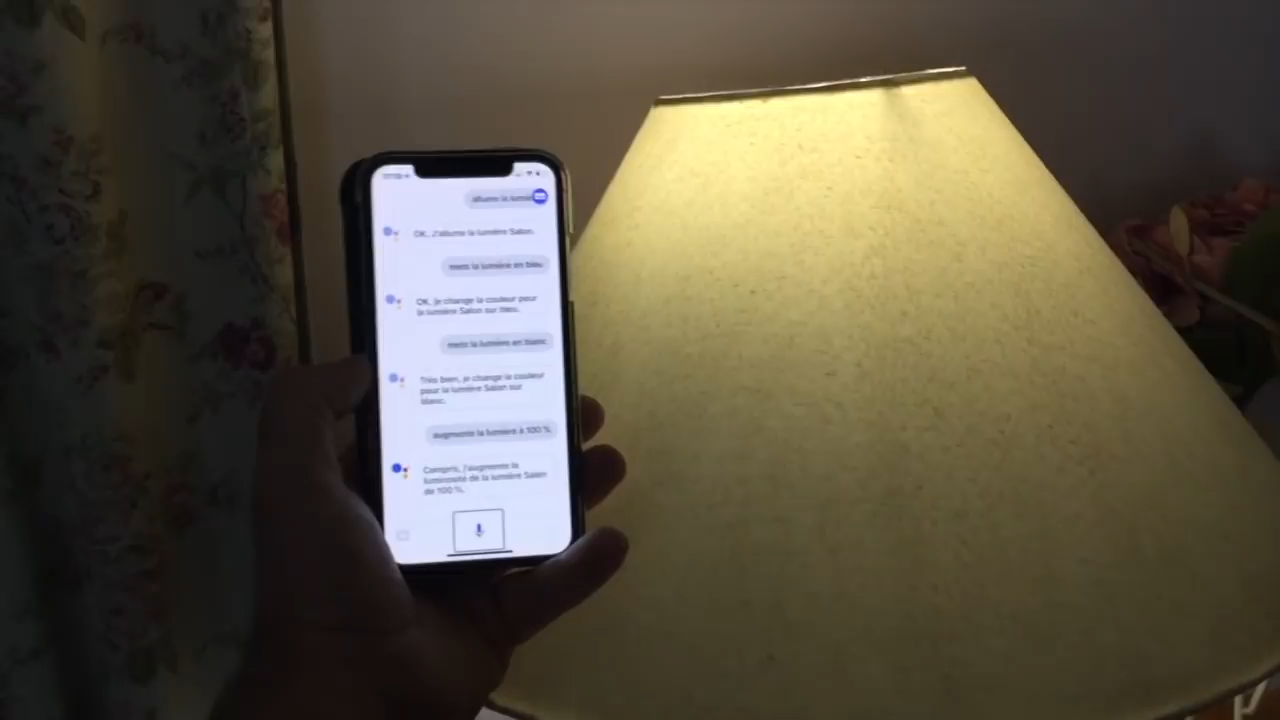 allume la lumière
OK, J'allume la lumière Salon.
mets la lumière en bleu
OK, je change la couleur pour
la lumière Salon sur bleu.
mets la lumière en blanc
Très bien, je change la couleur
pour la lumière Salon sur
blanc.
augmente la lumière à 100 %
Compris, j'augmente la
luminosité de la lumière Salon
de 100 %.